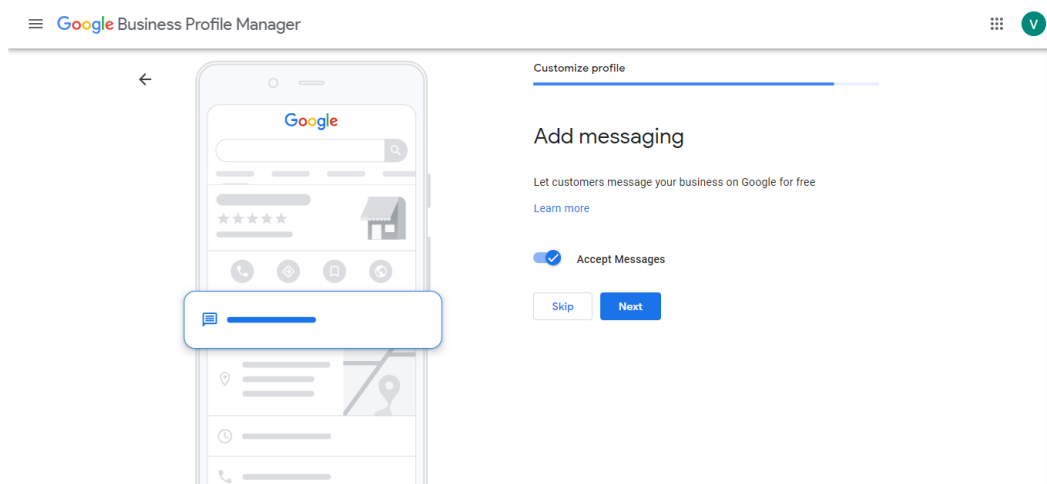 Google Business Profile Manager
V
Customize profile
Google
Add messaging
Let customers message your business on Google for free
Learn more
Accept Messages
Skip
Next